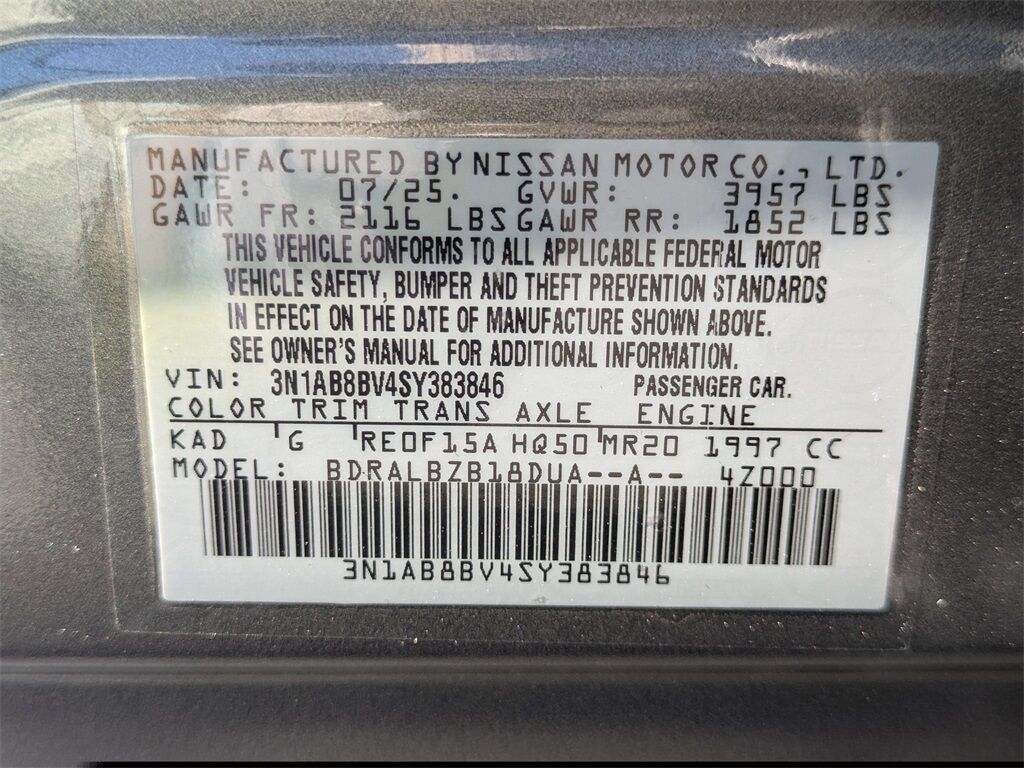 MANUFACTURED BY NISSAN MOTOR CO., LTD.
DATE: 07/25. GVWR: 3957 LBS
GAWR FR: 2116 LBS GAWR RR: 1852 LBS
THIS VEHICLE CONFORMS TO ALL APPLICABLE FEDERAL MOTOR
VEHICLE SAFETY, BUMPER AND THEFT PREVENTION STANDARDS
IN EFFECT ON THE DATE OF MANUFACTURE SHOWN ABOVE.
SEE OWNER'S MANUAL FOR ADDITIONAL INFORMATION.
VIN: 3N1AB8BV4SY383846 PASSENGER CAR.
COLOR TRIM TRANS AXLE ENGINE
KAD G RE0F15A HQ50 MR20 1997 CC
MODEL: BDRALBZB18DUA--A-- 4Z000
3N1AB8BV4SY383846